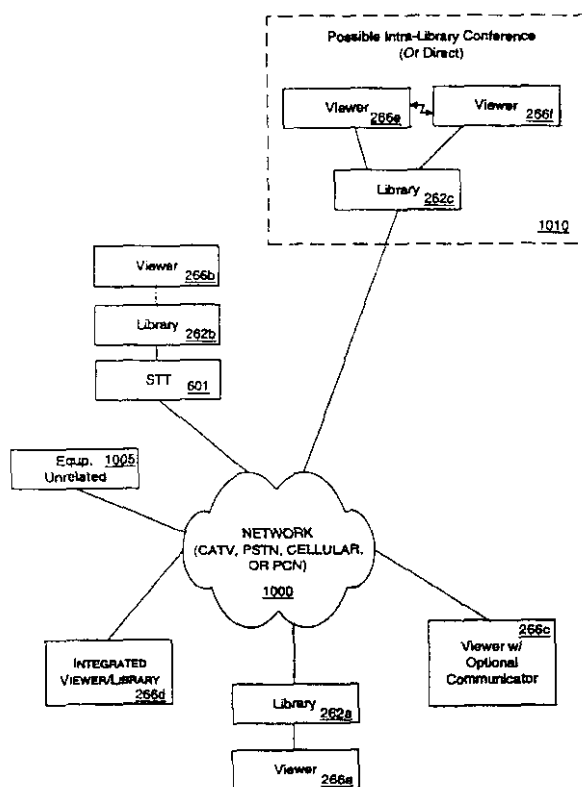 Possible Intra-Library Conference
(Or Direct)
Viewer
266e
Viewer
266f
Library
262c
1010
Viewer
266b
Library
262b
STT
601
Equip. 1005
Unrelated
NETWORK
(CATV, PSTN, CELLULAR,
OR PCN)
1000
INTEGRATED
VIEWER/LIBRARY
266d
266c
Viewer w/
Optional
Communicator
Library
262a
Viewer
266a